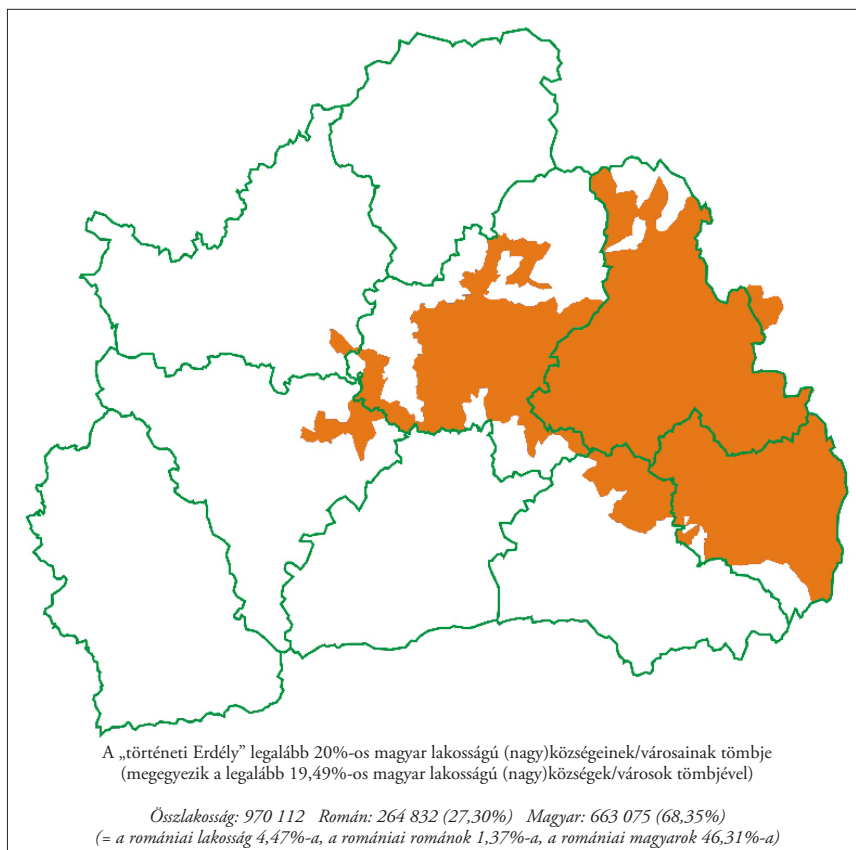 A „történeti Erdély” legalább 20%-os magyar lakosságú (nagy)községeinek/városainak tömbje
(megegyezik a legalább 19,49%-os magyar lakosságú (nagy)községek/városok tömbjével)
Összlakosság: 970 112 Román: 264 832 (27,30%) Magyar: 663 075 (68,35%)
(= a romániai lakosság 4,47%-a, a romániai románok 1,37%-a, a romániai magyarok 46,31%-a)